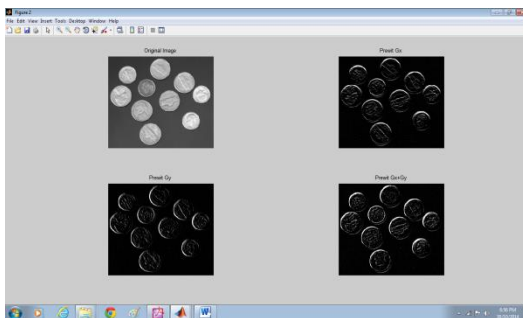 Figure 2
File Edit View Insert Tools Desktop Window Help
Original Image
Prewit Gx
Prewit Gy
Prewit Gx+Gy